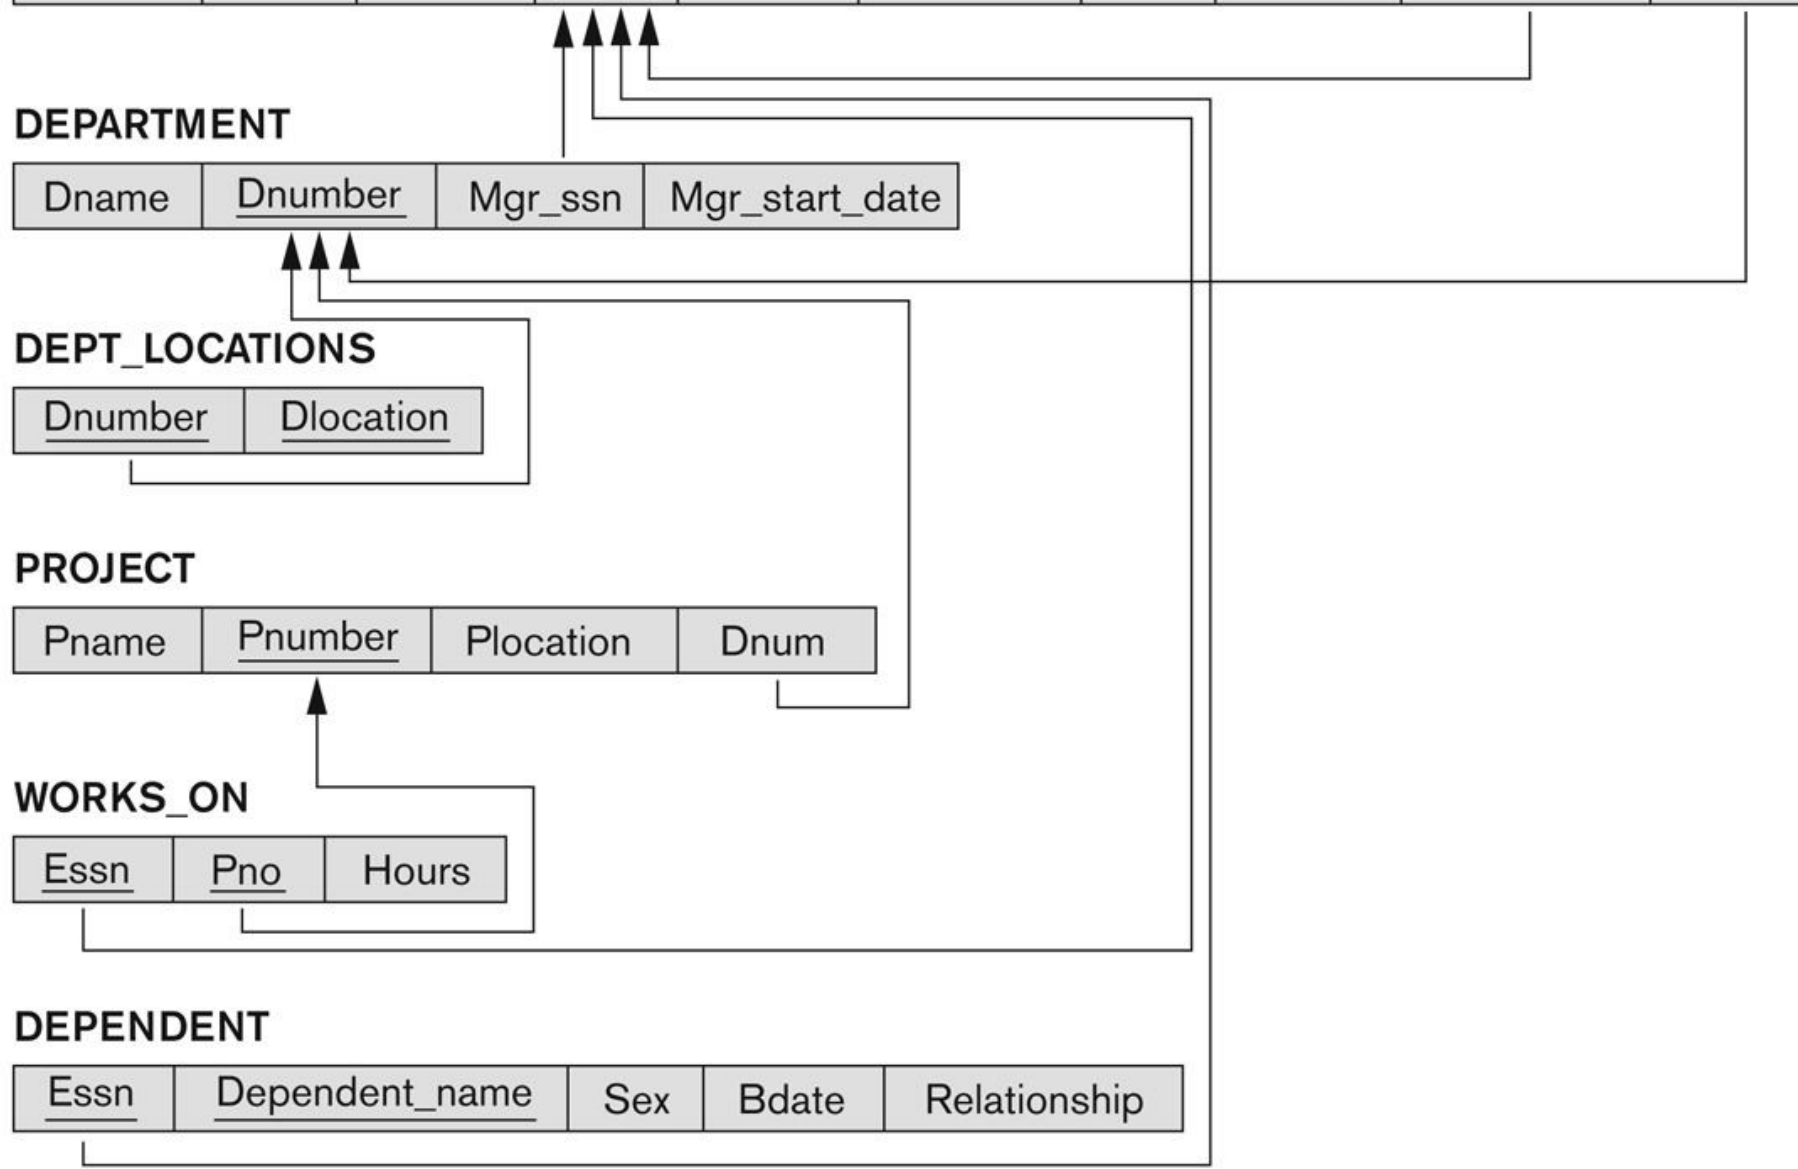 DEPARTMENT
Dname Dnumber Mgr_ssn Mgr_start_date
DEPT_LOCATIONS
Dnumber Dlocation
PROJECT
Pname Pnumber Plocation Dnum
WORKS_ON
Essn Pno Hours
DEPENDENT
Essn Dependent_name Sex Bdate Relationship